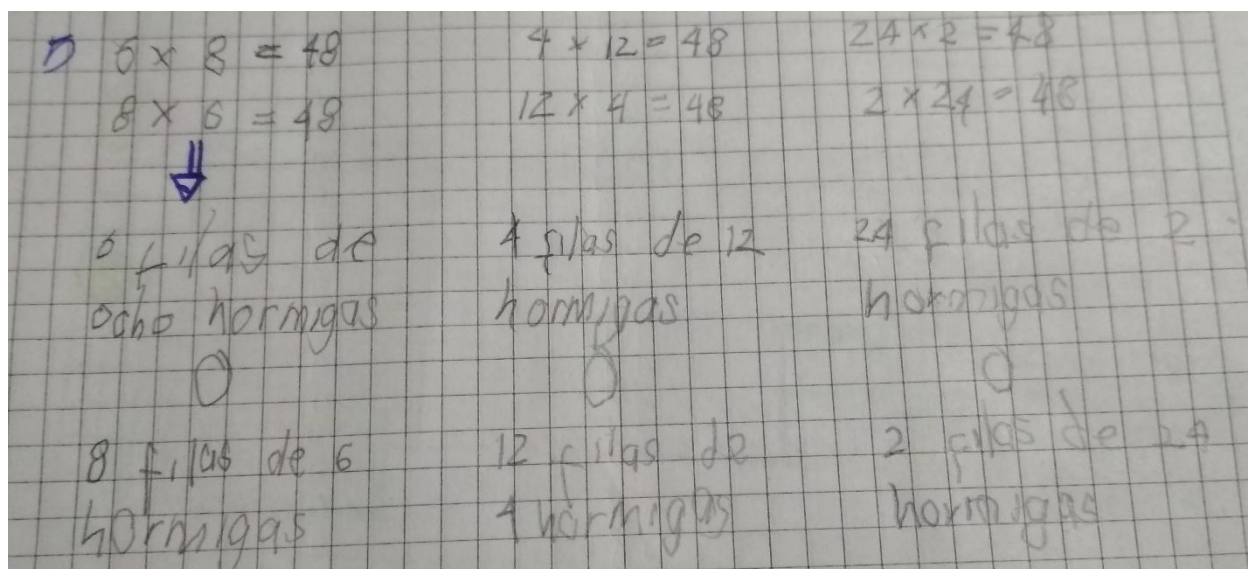 6 x 8 = 48
8 x 6 = 48
6 filas de
ocho hormigas
O
8 filas de 6
hormigas
4 x 12 = 48
12 x 4 = 48
4 filas de 12
hormigas
O
12 filas de
4 hormigas
24 x 2 = 48
2 x 24 = 48
24 filas de 2
hormigas
O
2 filas de 24
hormigas